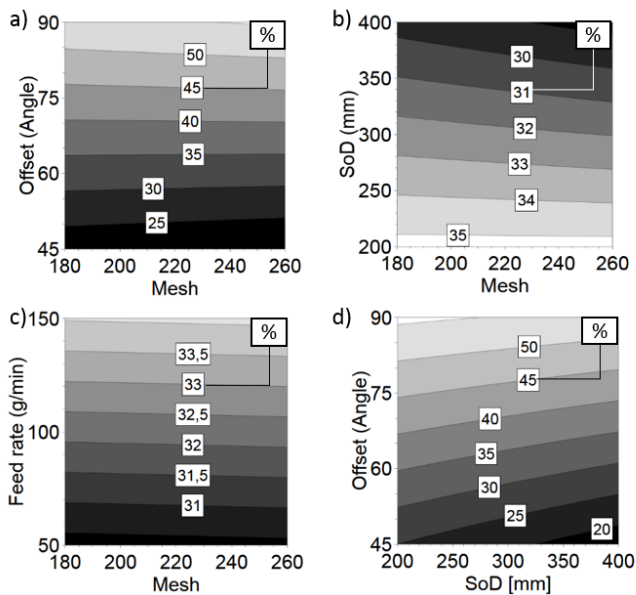 a)
90
75
60
45
Offset (Angle)
50
45
40
35
30
25
%
180 200 220 240 260
Mesh
b)
400
350
300
250
200
SoD (mm)
30
31
32
33
34
35
%
180 200 220 240 260
Mesh
c)
150
100
50
Feed rate (g/min)
33,5
33
32,5
32
31,5
31
%
180 200 220 240 260
Mesh
d)
90
75
60
45
Offset (Angle)
50
45
40
35
30
25
20
%
200 250 300 350 400
SoD [mm]